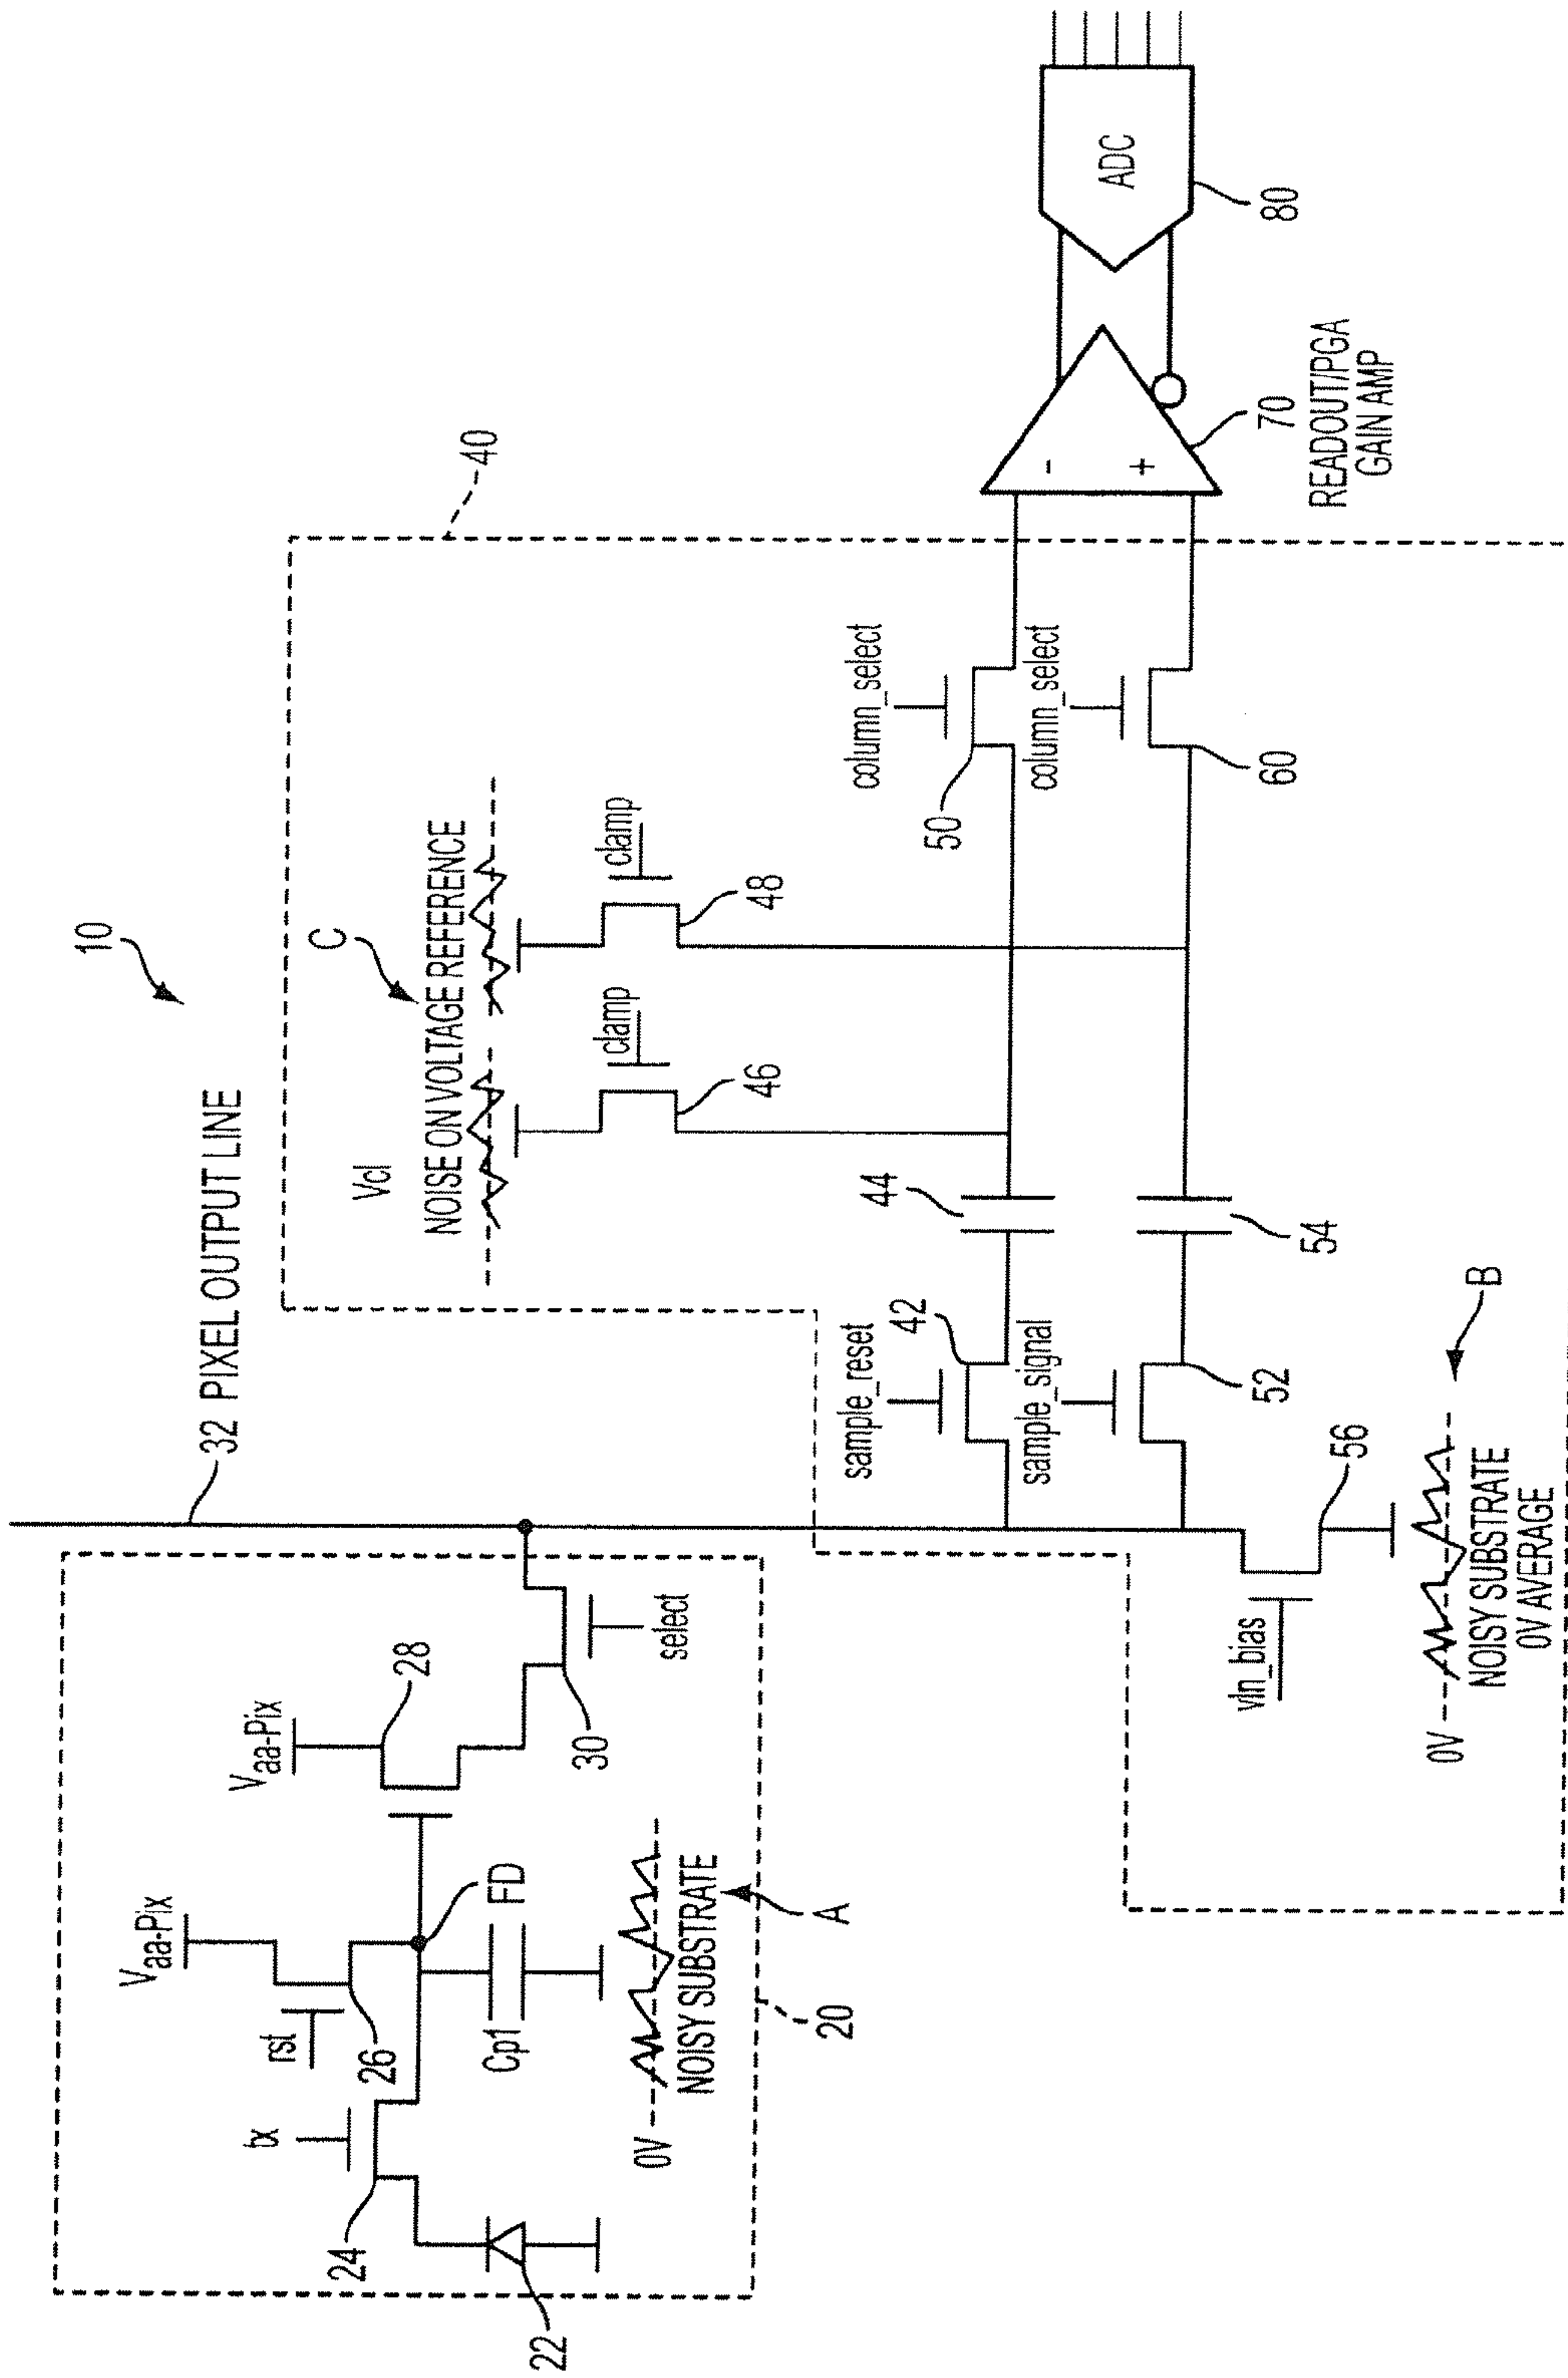 10
32 PIXEL OUTPUT LINE
20
Vaa-Pix
rst
26
tx
24
22
Vaa-Pix
28
FD
Cp1
0V
NOISY SUBSTRATE
A
30
select
40
C
Vcl
NOISE ON VOLTAGE REFERENCE
clamp
46
clamp
48
sample_reset
42
44
column_select
50
sample_signal
52
54
column_select
60
vln_bias
56
0V
NOISY SUBSTRATE
0V AVERAGE
B
-
+
70
READOUT/PGA
GAIN AMP
ADC
80